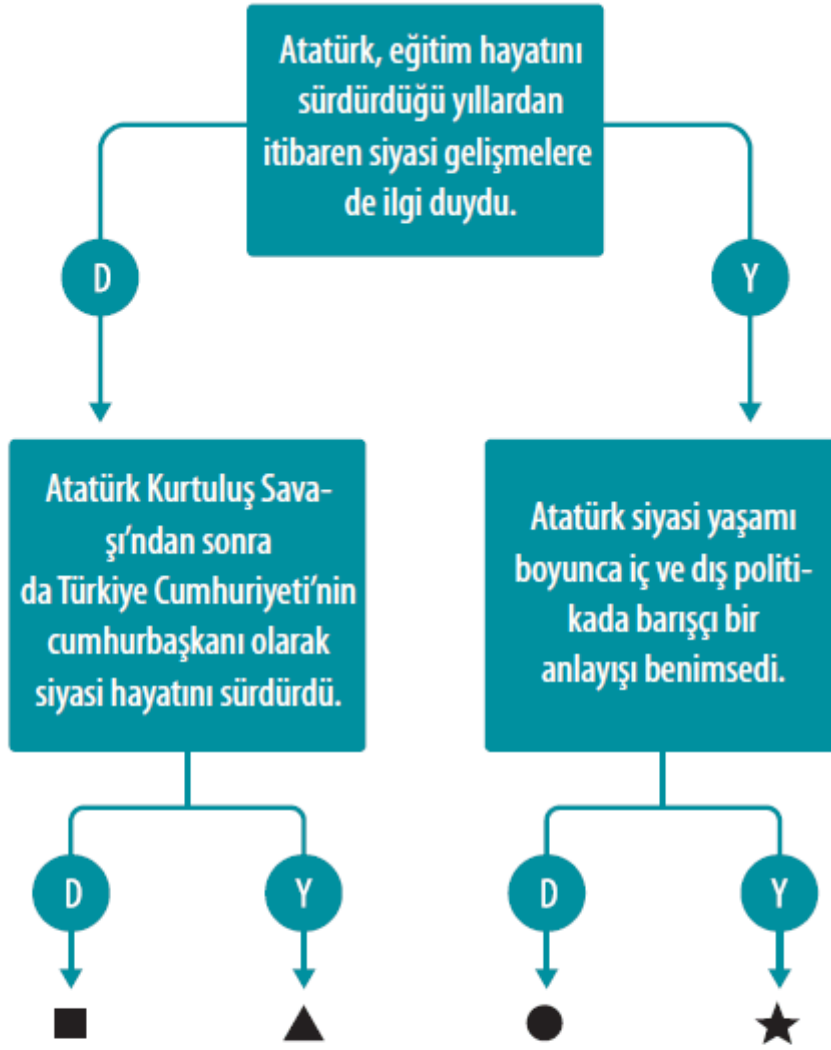 Atatürk, eğitim hayatını
sürdürdüğü yıllardan
itibaren siyasi gelişmelere
de ilgi duydu.
D
Y
Atatürk Kurtuluş Sava-
şı’ndan sonra
da Türkiye Cumhuriyeti’nin
cumhurbaşkanı olarak
siyasi hayatını sürdürdü.
Atatürk siyasi yaşamı
boyunca iç ve dış politi-
kada barışçı bir
anlayışı benimsedi.
D
Y
D
Y